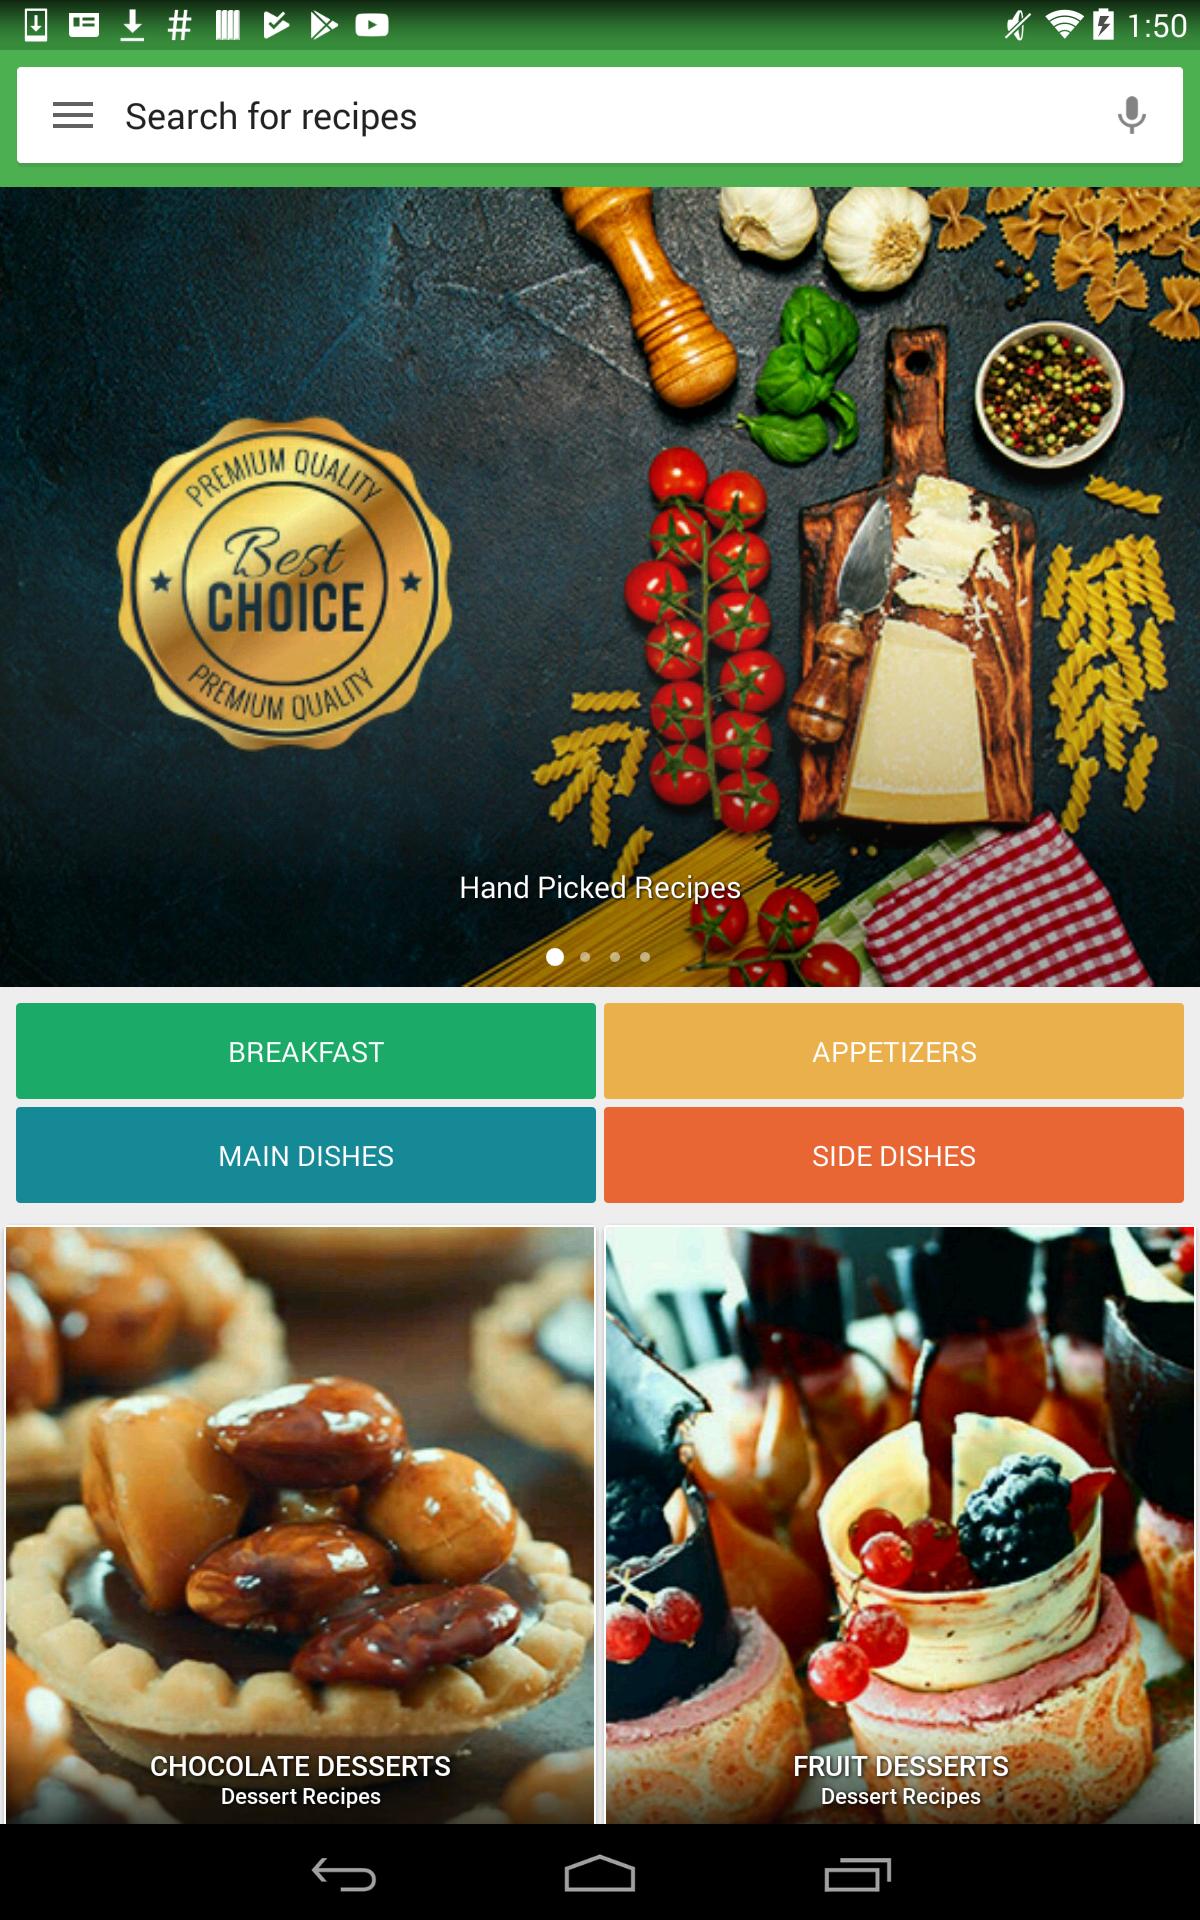 1:50
Search for recipes
PREMIUM QUALITY
Best
CHOICE
PREMIUM QUALITY
Hand Picked Recipes
BREAKFAST
APPETIZERS
MAIN DISHES
SIDE DISHES
CHOCOLATE DESSERTS
Dessert Recipes
FRUIT DESSERTS
Dessert Recipes